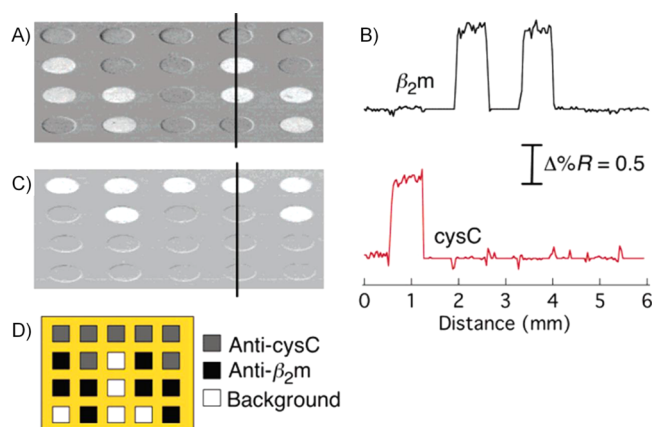 A)
B)
β₂m
Δ%R = 0.5
C)
cysC
0 1 2 3 4 5 6
Distance (mm)
D)
Anti-cysC
Anti-β₂m
Background